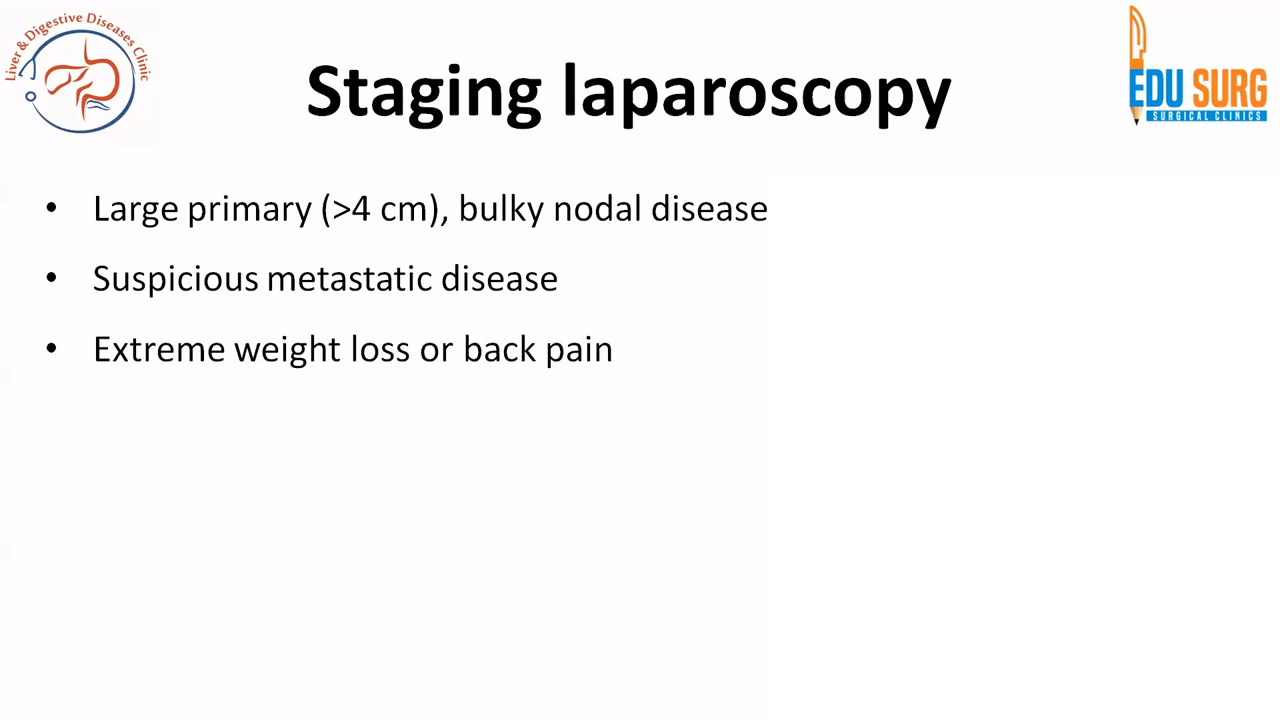 Liver & Digestive Diseases Clinic
EDU SURG
SURGICAL CLINICS
Staging laparoscopy
• Large primary (>4 cm), bulky nodal disease
• Suspicious metastatic disease
• Extreme weight loss or back pain